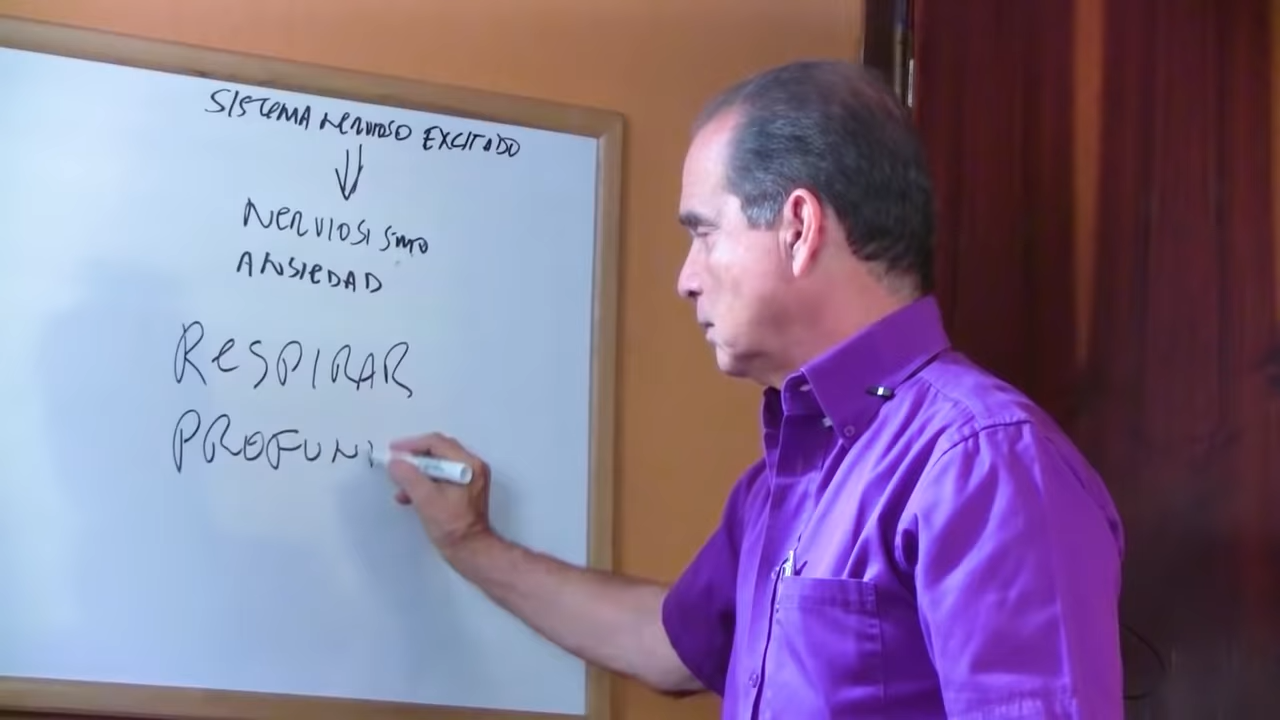 SISTEMA NERVIOSO EXCITADO
NERVIOSISMO
ANSIEDAD
RESPIRAR
PROFUN